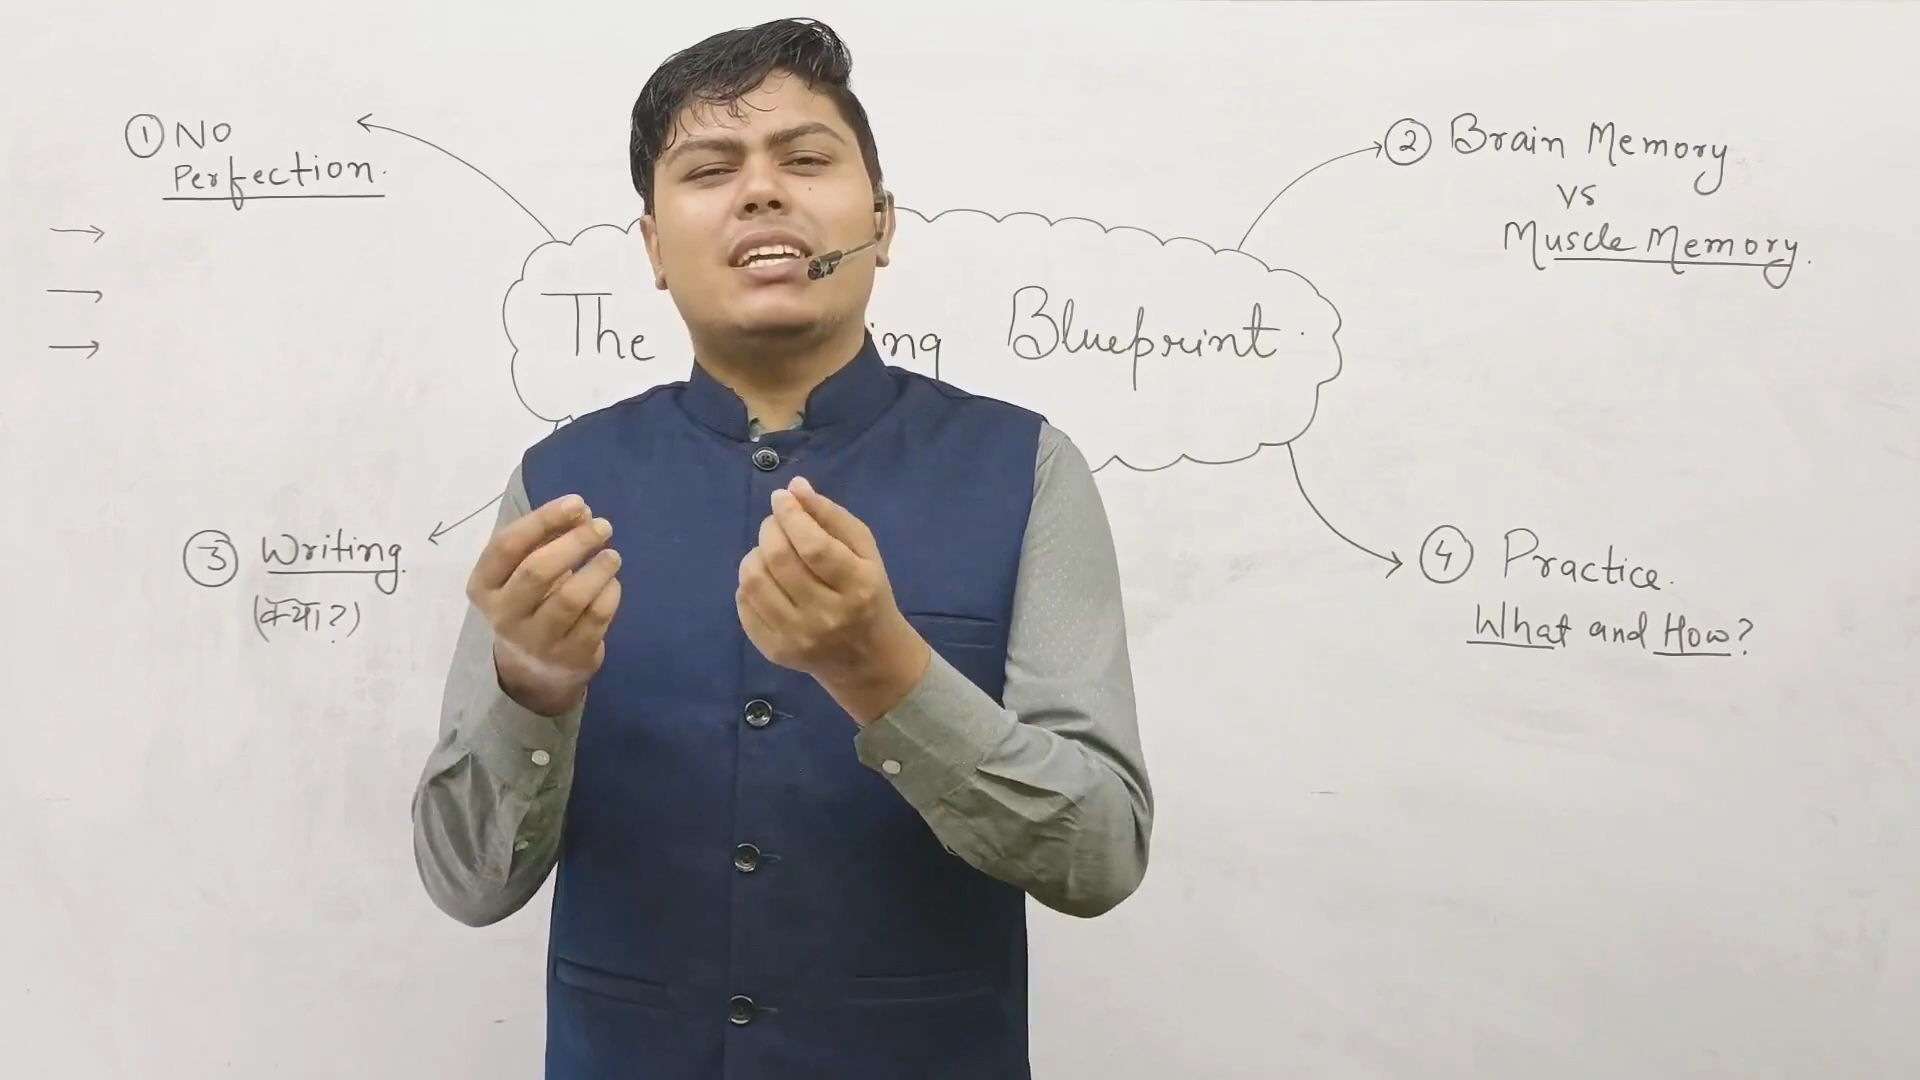 ① No
Perfection.
② Brain Memory
vs
Muscle Memory.
The ing Blueprint.
③ Writing.
(क्या?)
④ Practice.
What and How?